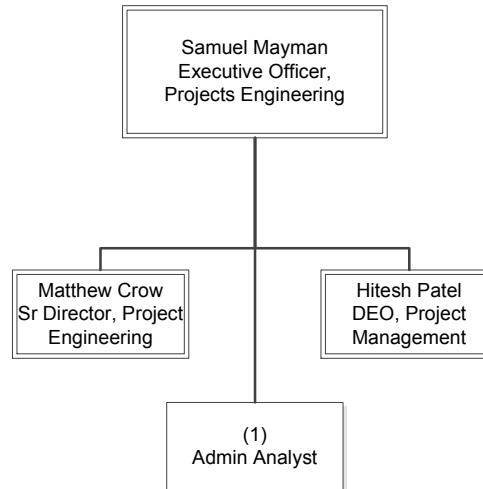 Samuel Mayman
Executive Officer,
Projects Engineering
Matthew Crow
Sr Director, Project
Engineering
Hitesh Patel
DEO, Project
Management
(1)
Admin Analyst